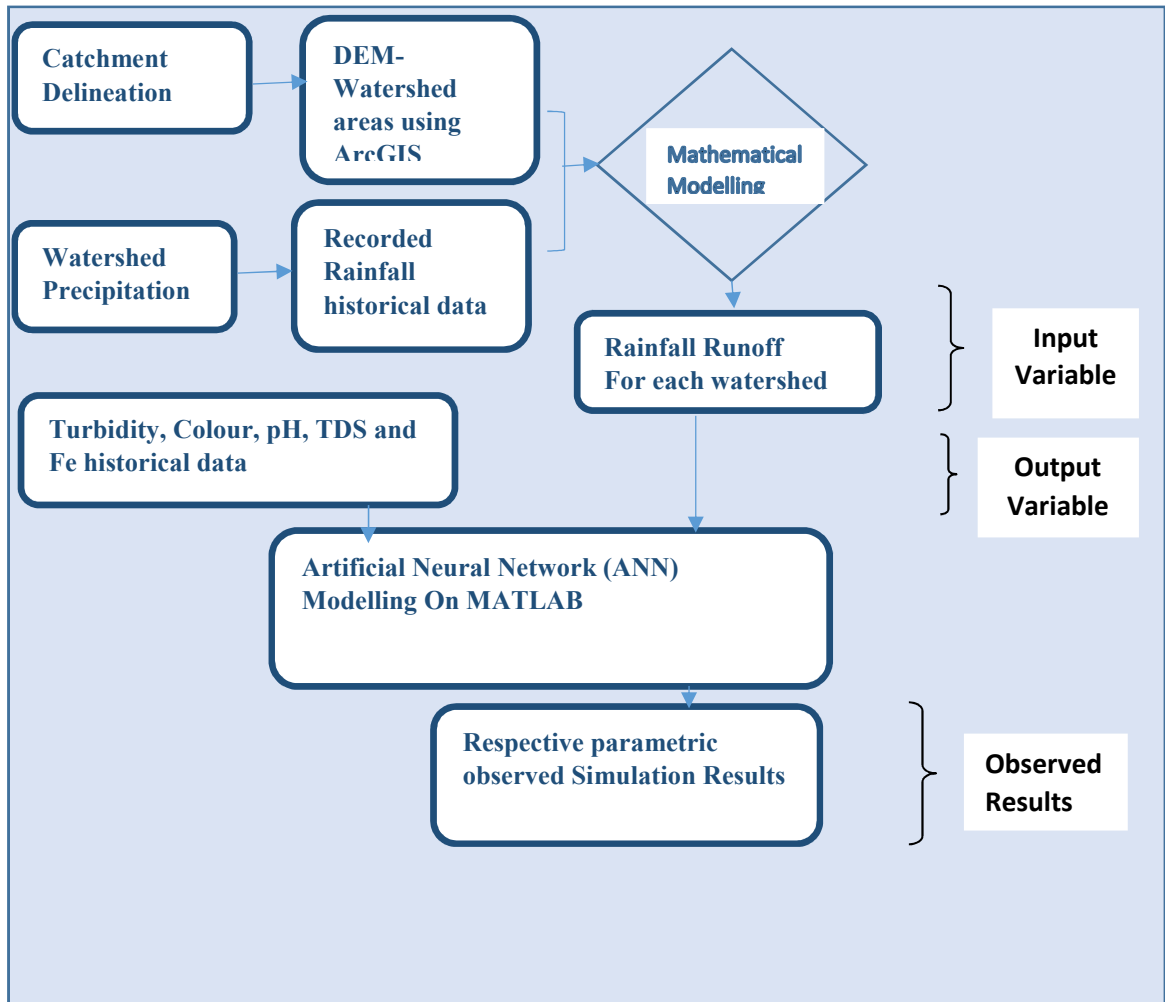 Catchment
Delineation
DEM-
Watershed
areas using
ArcGIS
Mathematical
Modelling
Watershed
Precipitation
Recorded
Rainfall
historical data
Rainfall Runoff
For each watershed
Input
Variable
Turbidity, Colour, pH, TDS and
Fe historical data
Output
Variable
Artificial Neural Network (ANN)
Modelling On MATLAB
Respective parametric
observed Simulation Results
Observed
Results